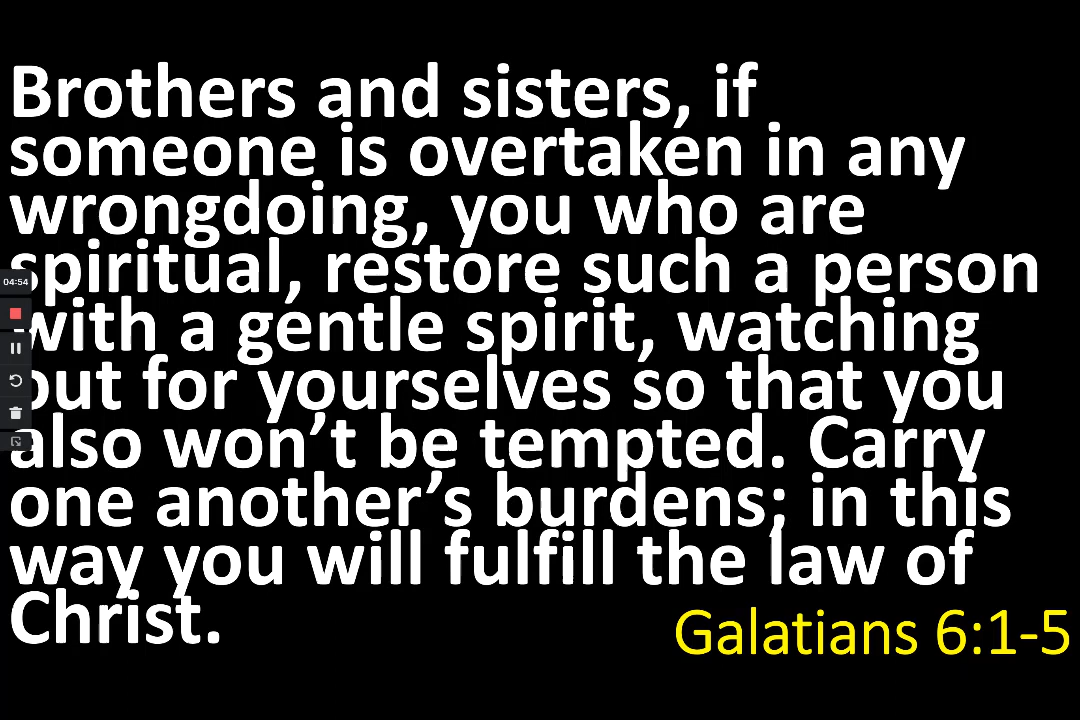 Brothers and sisters, if
someone is overtaken in any
wrongdoing, you who are
spiritual, restore such a person
with a gentle spirit, watching
out for yourselves so that you
also won’t be tempted. Carry
one another’s burdens; in this
way you will fulfill the law of
Christ.
Galatians 6:1-5
04:54